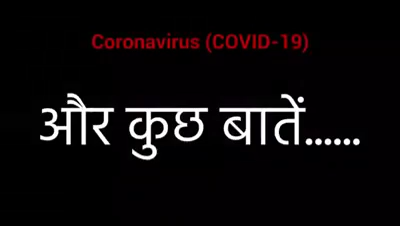 Coronavirus (COVID-19)
और कुछ बातें......